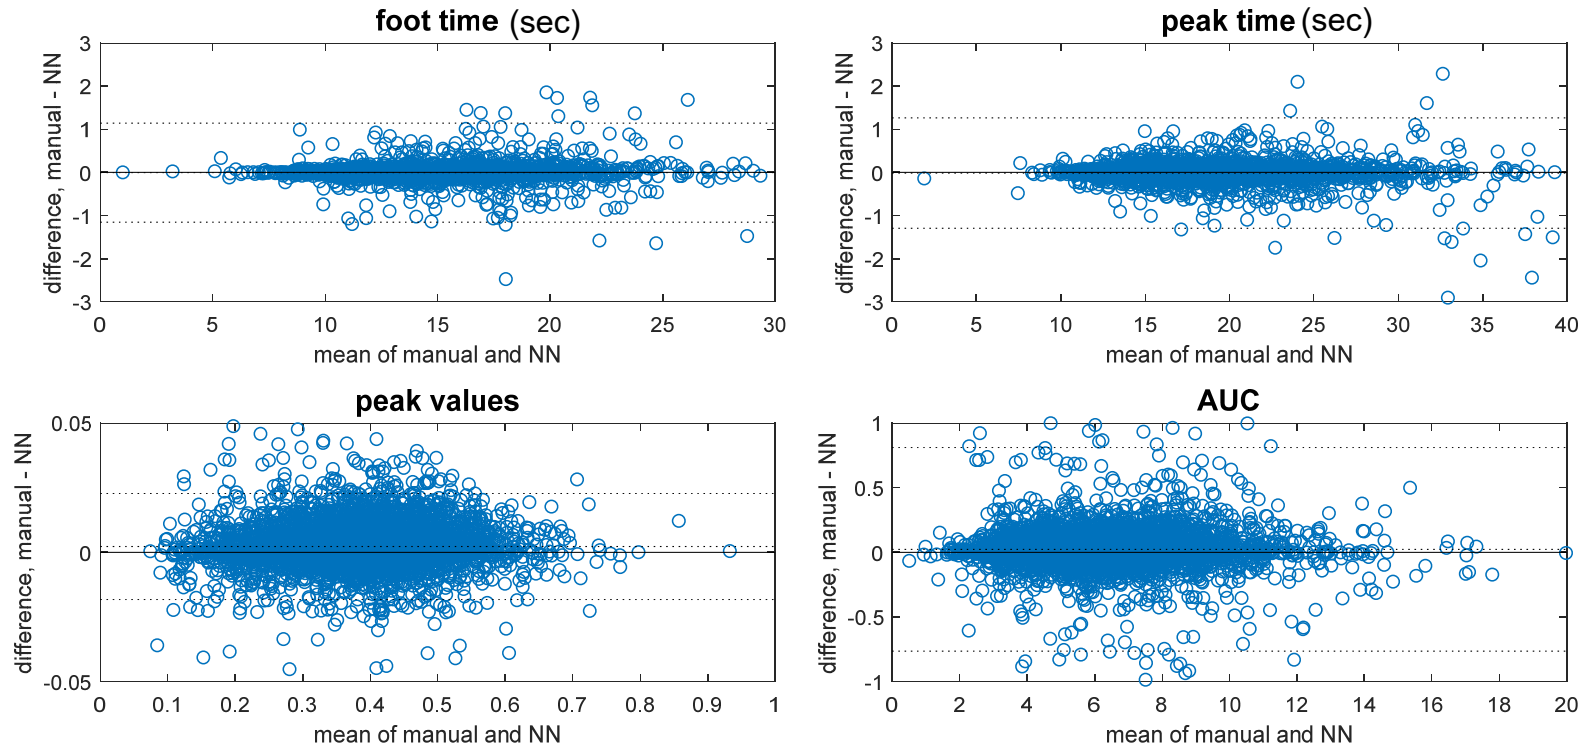 foot time (sec)
3
2
1
0
-1
-2
-3
difference, manual - NN
0 5 10 15 20 25 30
mean of manual and NN
peak time (sec)
3
2
1
0
-1
-2
-3
difference, manual - NN
0 5 10 15 20 25 30 35 40
mean of manual and NN
peak values
0.05
0
-0.05
difference, manual - NN
0 0.1 0.2 0.3 0.4 0.5 0.6 0.7 0.8 0.9 1
mean of manual and NN
AUC
1
0.5
0
-0.5
-1
difference, manual - NN
0 2 4 6 8 10 12 14 16 18 20
mean of manual and NN